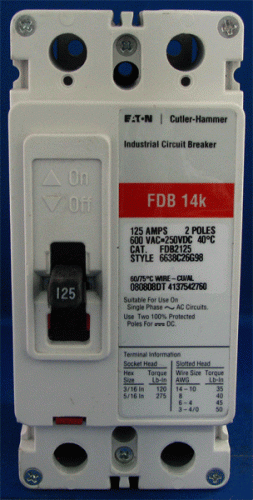 EATON Cutler-Hammer
Industrial Circuit Breaker
On
Off
FDB 14k
125 AMPS 2 POLES
600 VAC•250VDC 40°C
CAT. FDB2125
STYLE 6638C26G98
60/75°C WIRE-CU/AL
080808DT 4137542760
125
Suitable For Use On
Single Phase ~ AC Circuits.
Use Two 100% Protected
Poles For DC.
Terminal Information
Socket Head Slotted Head
Hex Torque Wire Size Torque
Size Lb-In AWG Lb-In
3/16 In 120 14-10 35
5/16 In 275 8 40
6-4 45
3-4/0 50